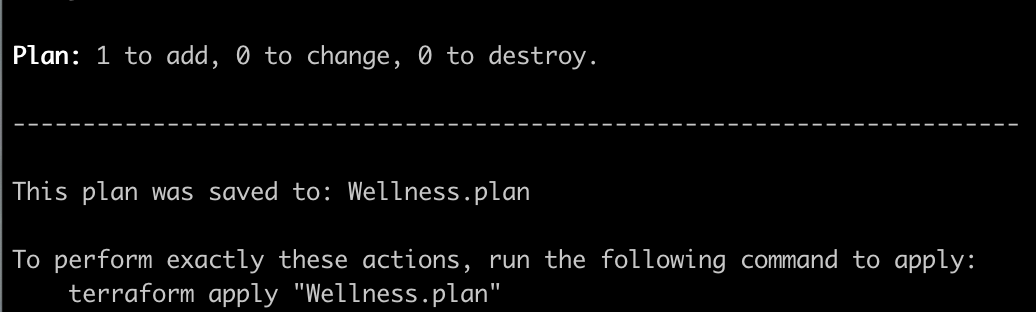 Plan: 1 to add, 0 to change, 0 to destroy.
------------------------------------------------------------------------
This plan was saved to: Wellness.plan
To perform exactly these actions, run the following command to apply:
terraform apply "Wellness.plan"